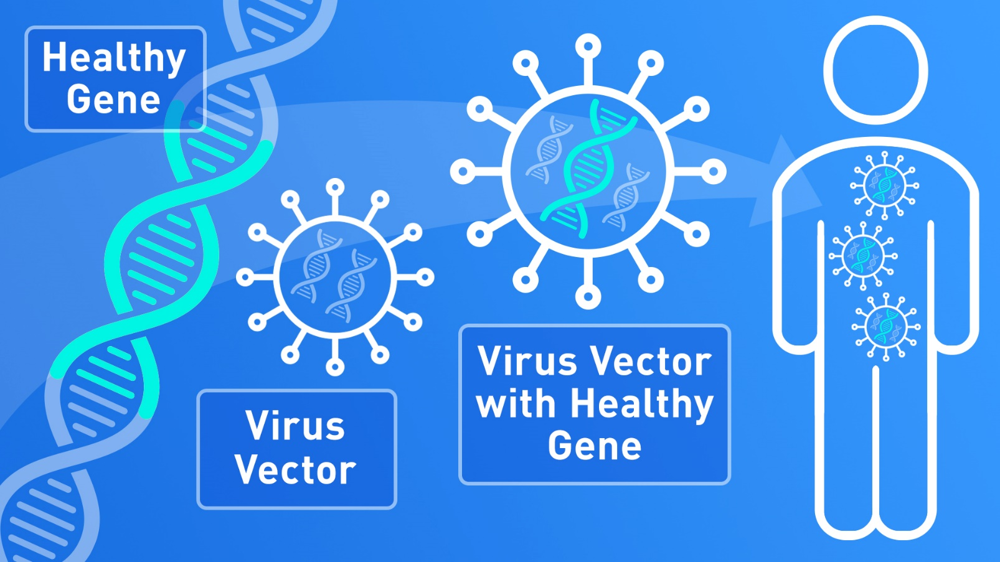 Healthy
Gene
Virus
Vector
Virus Vector
with Healthy
Gene